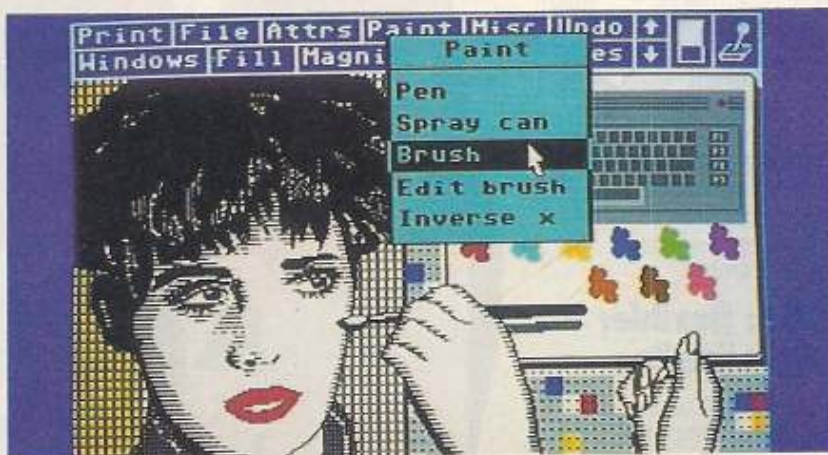 Print File Attrs Paint Misc Undo
Windows Fill Magni es
Paint
Pen
Spray can
Brush
Edit brush
Inverse x